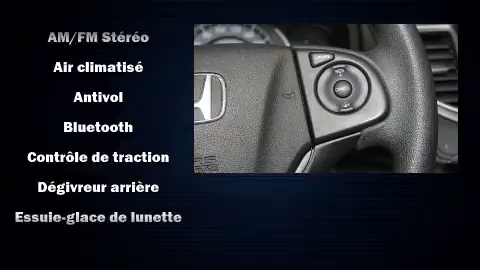 AM/FM Stéréo
Air climatisé
Antivol
Bluetooth
Contrôle de traction
Dégivreur arrière
Essuie-glace de lunette